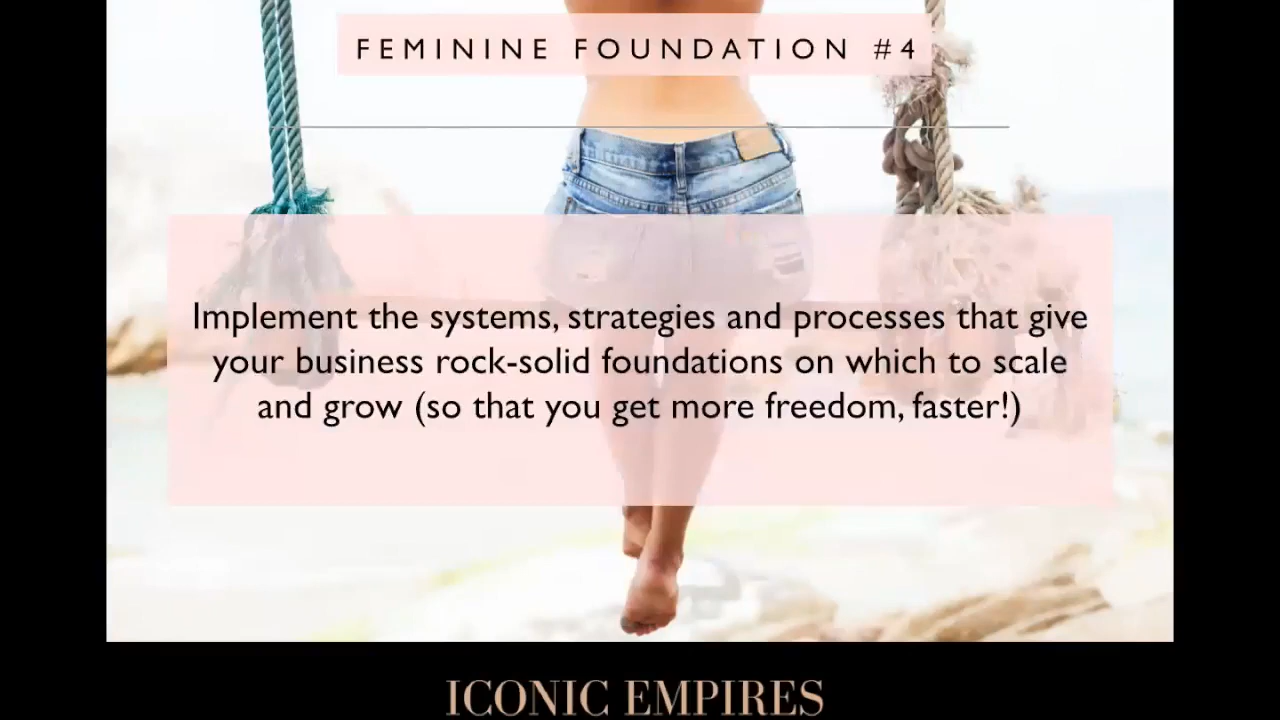 FEMININE FOUNDATION #4
Implement the systems, strategies and processes that give
your business rock-solid foundations on which to scale
and grow (so that you get more freedom, faster!)
ICONIC EMPIRES